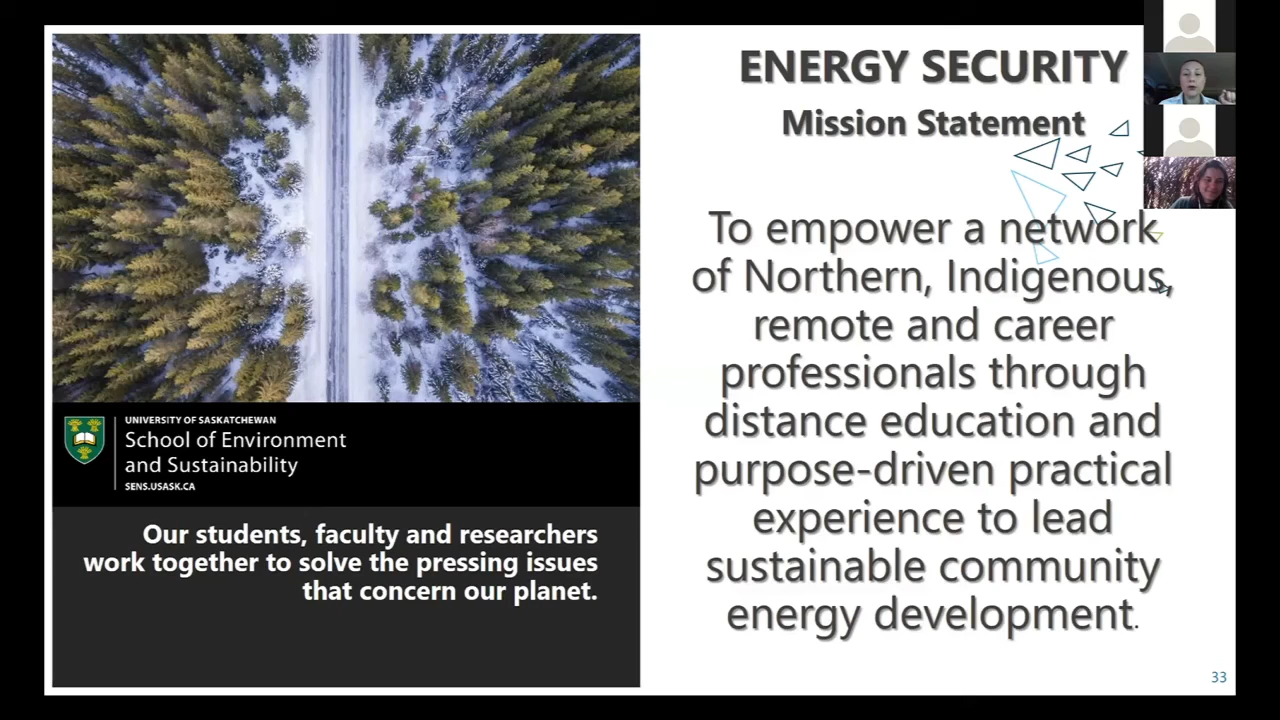 ENERGY SECURITY
Mission Statement
To empower a network
of Northern, Indigenous,
remote and career
professionals through
distance education and
purpose-driven practical
experience to lead
sustainable community
energy development.
UNIVERSITY OF SASKATCHEWAN
School of Environment
and Sustainability
SENS.USASK.CA
Our students, faculty and researchers
work together to solve the pressing issues
that concern our planet.
33